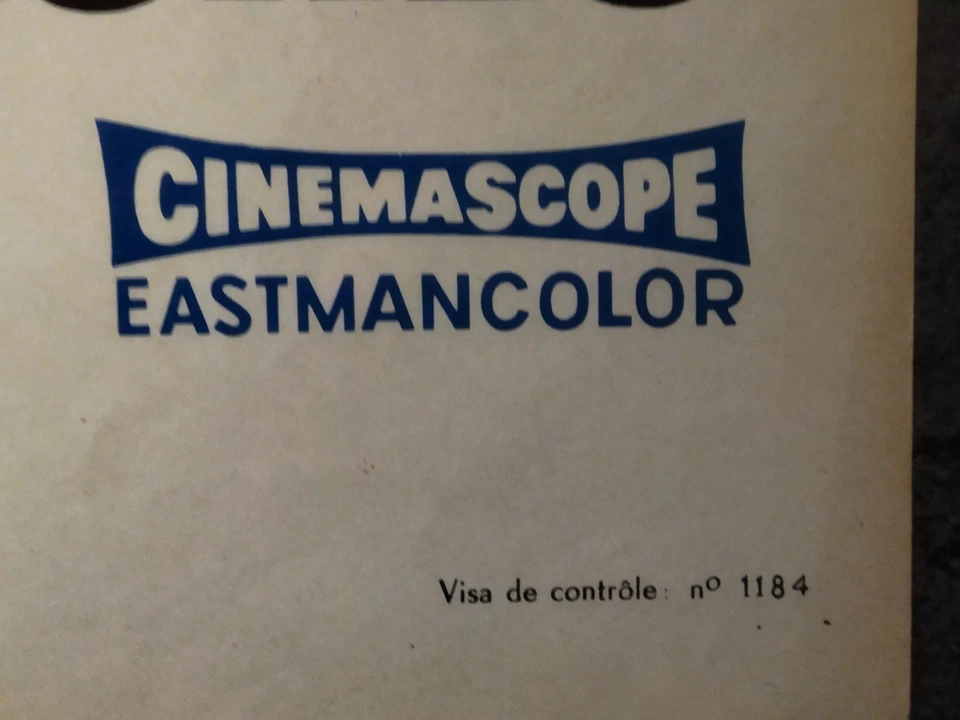 CINEMASCOPE
EASTMANCOLOR
Visa de contrôle: nº 1184